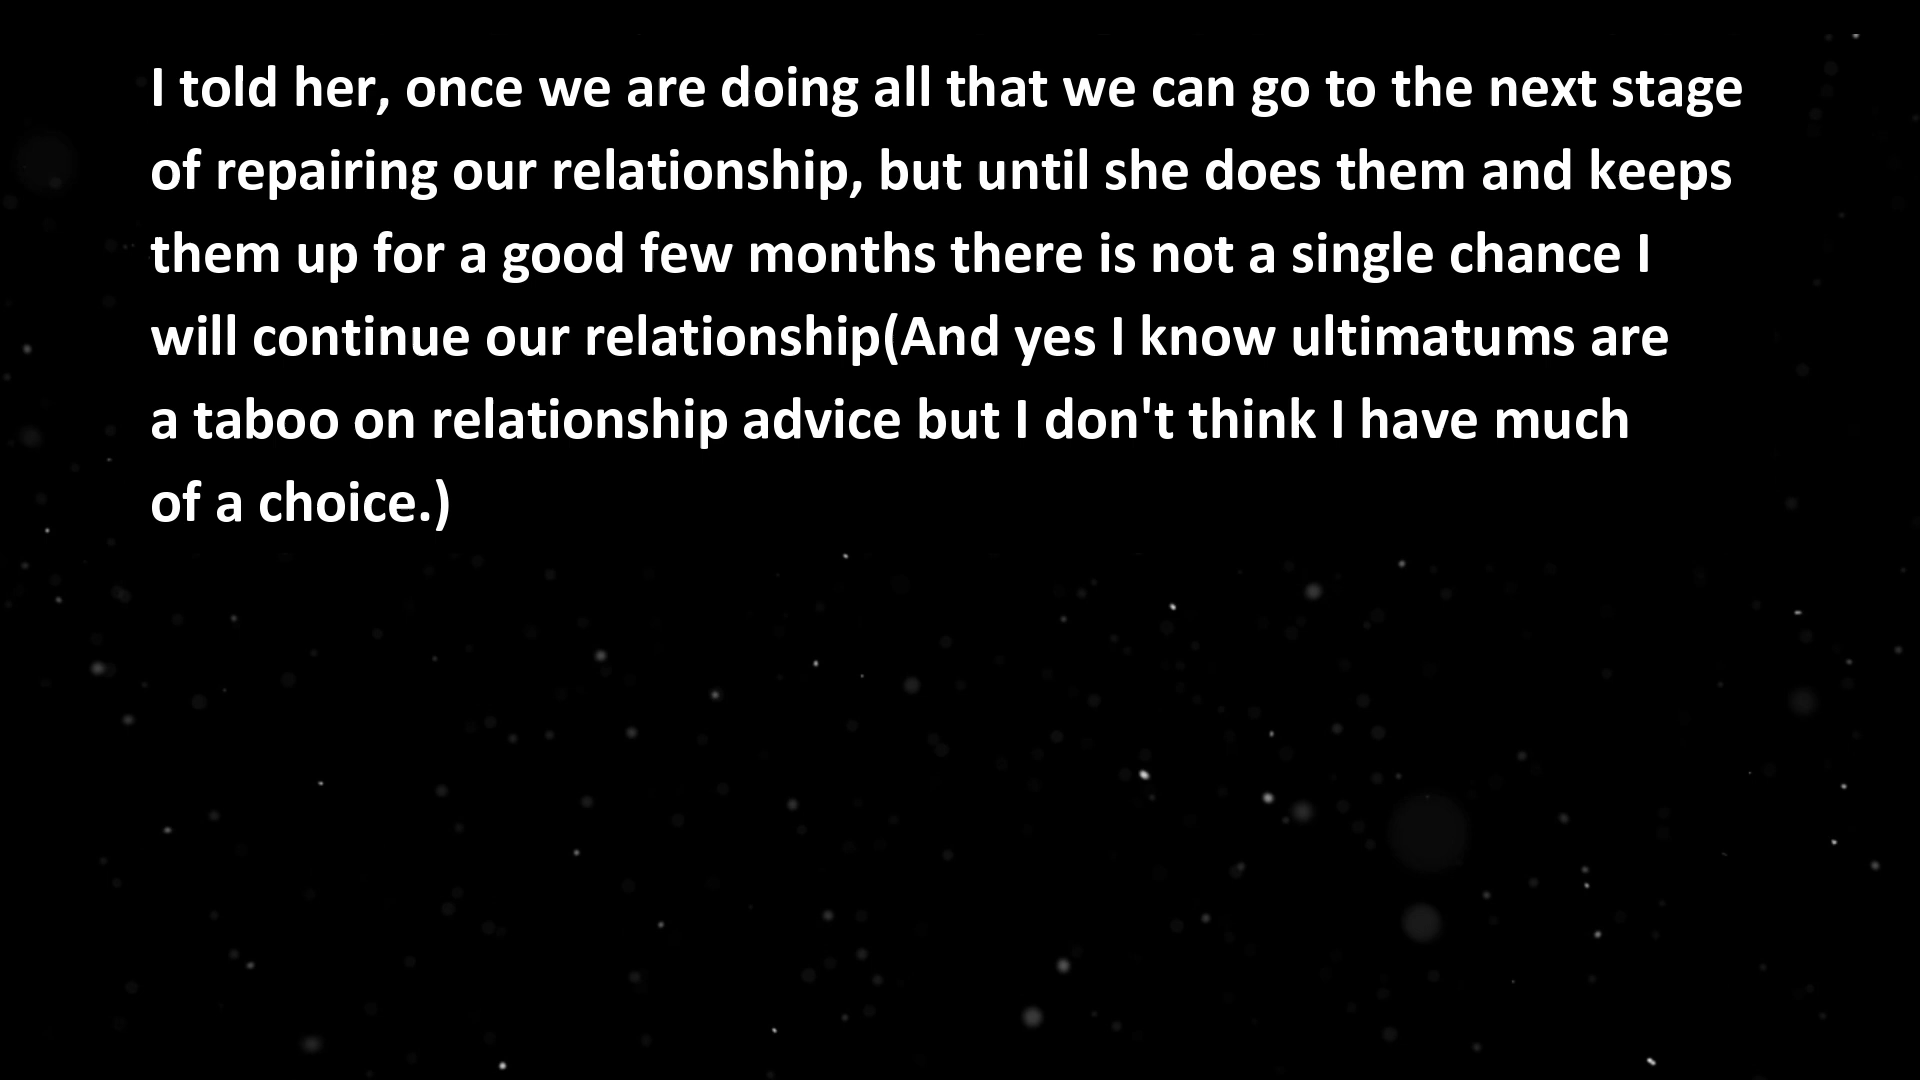 I told her, once we are doing all that we can go to the next stage
of repairing our relationship, but until she does them and keeps
them up for a good few months there is not a single chance I
will continue our relationship(And yes I know ultimatums are
a taboo on relationship advice but I don't think I have much
of a choice.)